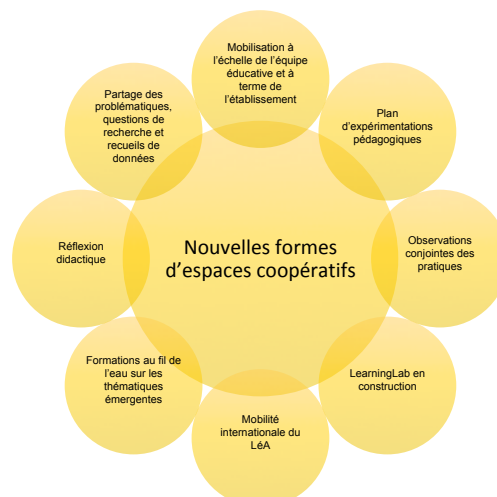 Mobilisation à
l'échelle de l'équipe
éducative et à
terme de
l'établissement
Plan
d'expérimentations
pédagogiques
Observations
conjointes des
pratiques
LearningLab en
construction
Mobilité
internationale du
LéA
Formations au fil de
l'eau sur les
thématiques
émergentes
Réflexion
didactique
Partage des
problématiques,
questions de
recherche et
recueils de
données
Nouvelles formes
d'espaces coopératifs